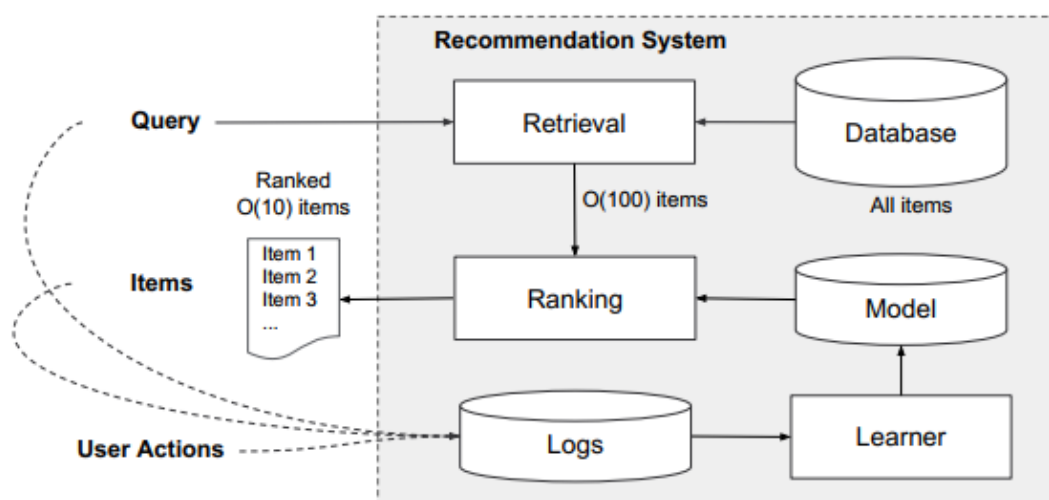 Recommendation System
Query
Retrieval
Database
Ranked
O(10) items
O(100) items
All items
Items
Item 1
Item 2
Item 3
...
Ranking
Model
User Actions
Logs
Learner